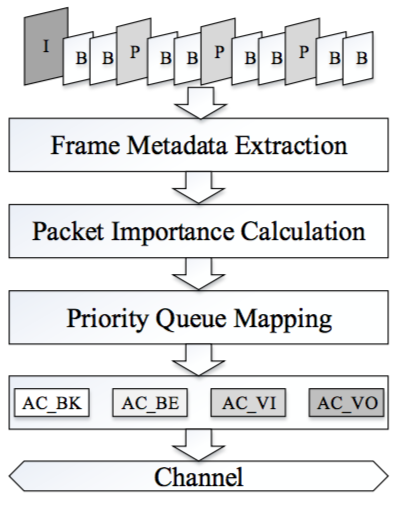 I B B P B B P B B P B B
Frame Metadata Extraction
Packet Importance Calculation
Priority Queue Mapping
AC_BK AC_BE AC_VI AC_VO
Channel